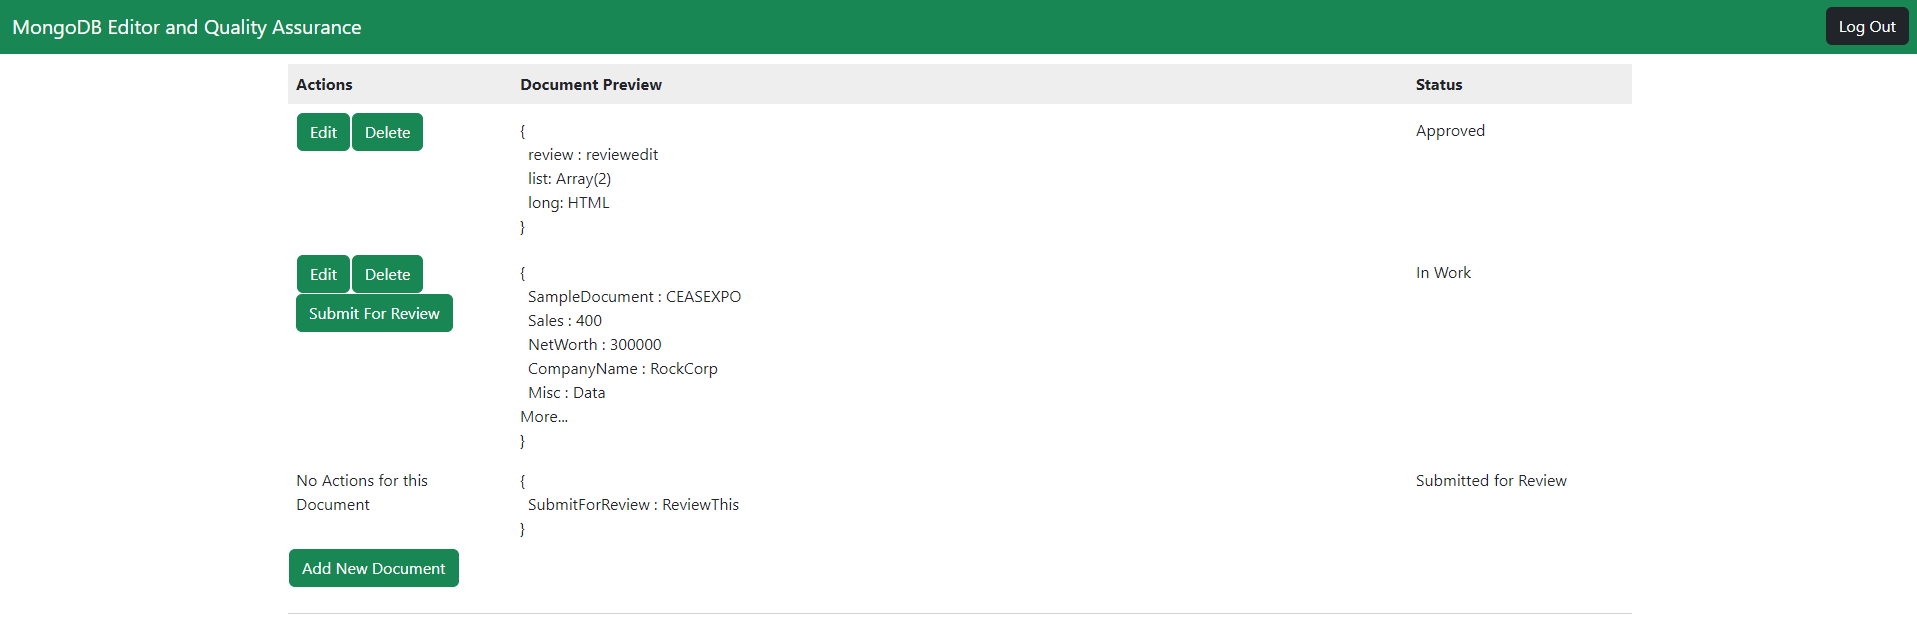 MongoDB Editor and Quality Assurance
Log Out
Actions Document Preview Status
Edit Delete { Approved
review : reviewedit
list: Array(2)
long: HTML
}
Edit Delete { In Work
SampleDocument : CEASEXPO
Submit For Review Sales : 400
NetWorth : 300000
CompanyName : RockCorp
Misc : Data
More...
}
No Actions for this { Submitted for Review
Document SubmitForReview : ReviewThis
}
Add New Document